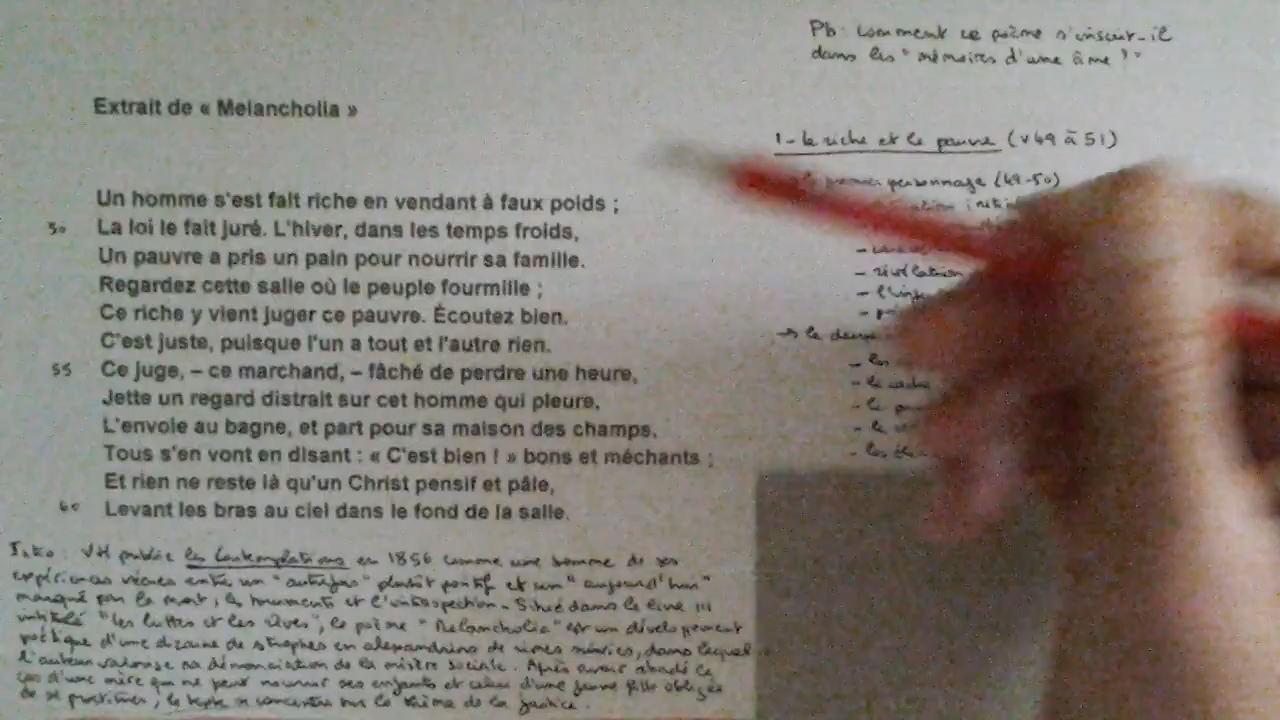 Pb : comment ce poème s'inscrit-il
dans les "mémoires d'une âme ?"
Extrait de « Melancholia »
1 - le riche et le pauvre (v 49 à 51)
personnage (49-50)
Un homme s'est fait riche en vendant à faux poids ;
50 La loi le fait juré. L'hiver, dans les temps froids,
Un pauvre a pris un pain pour nourrir sa famille.
Regardez cette salle où le peuple fourmille ;
Ce riche y vient juger ce pauvre. Écoutez bien.
C'est juste, puisque l'un a tout et l'autre rien.
55 Ce juge, – ce marchand, – fâché de perdre une heure,
Jette un regard distrait sur cet homme qui pleure,
L'envoie au bagne, et part pour sa maison des champs.
Tous s'en vont en disant : « C'est bien ! » bons et méchants ;
Et rien ne reste là qu'un Christ pensif et pâle,
60 Levant les bras au ciel dans le fond de la salle.
- révélation
→ le
Intro : VH publie les Contemplations en 1856 comme une somme de ses
expériences vécues entre un "autrefois" plutôt positif et un "aujourd'hui"
marqué par la mort, les tourments et l'introspection. Situé dans le livre III
intitulé "les luttes et les rêves", le poème "Melancholia" est un développement
poétique d'une dizaine de strophes en alexandrins de rimes suivies, dans lequel
l'auteur sa dénonciation de la misère sociale. Après avoir abordé le
cas d'une mère qui ne peut nourrir ses enfants et celui d'une jeune fille obligée
de se prostituer, le texte se concentre sur le thème de la justice.